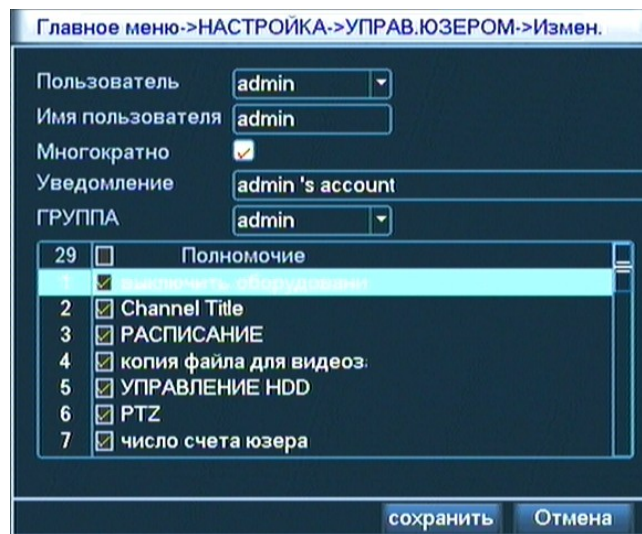 Главное меню->НАСТРОЙКА->УПРАВ.ЮЗЕРОМ->Измен.
Пользователь admin
Имя пользователя admin
Многократно
Уведомление admin 's account
ГРУППА admin
29 Полномочие
1 выключить оборудовани
2 Channel Title
3 РАСПИСАНИЕ
4 копия файла для видеоз
5 УПРАВЛЕНИЕ HDD
6 PTZ
7 число счета юзера
сохранить Отмена